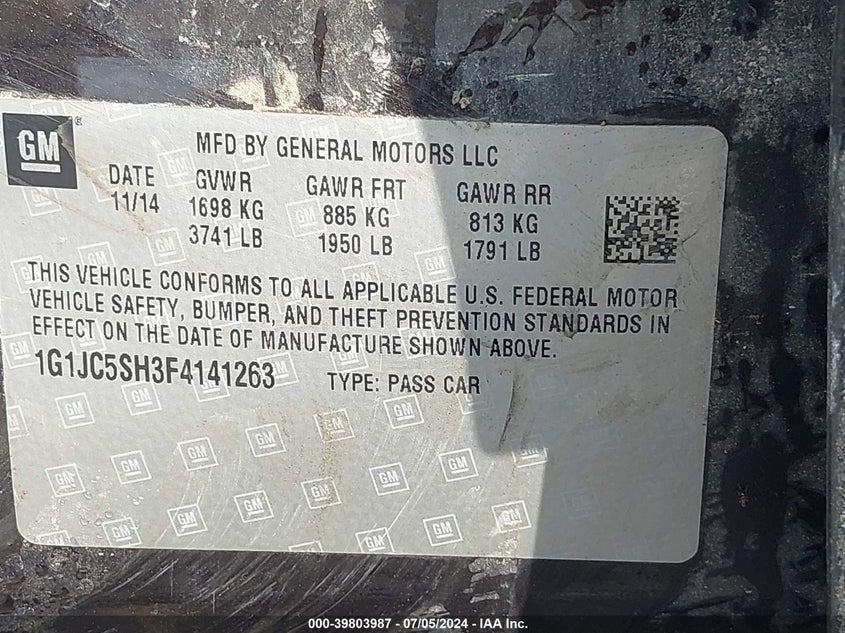 GM
MFD BY GENERAL MOTORS LLC
DATE GVWR GAWR FRT GAWR RR
11/14 1698 KG 885 KG 813 KG
3741 LB 1950 LB 1791 LB
THIS VEHICLE CONFORMS TO ALL APPLICABLE U.S. FEDERAL MOTOR
VEHICLE SAFETY, BUMPER, AND THEFT PREVENTION STANDARDS IN
EFFECT ON THE DATE OF MANUFACTURE SHOWN ABOVE.
1G1JC5SH3F4141263 TYPE: PASS CAR
000-39803987 / 07/05/2024 - IAA Inc.